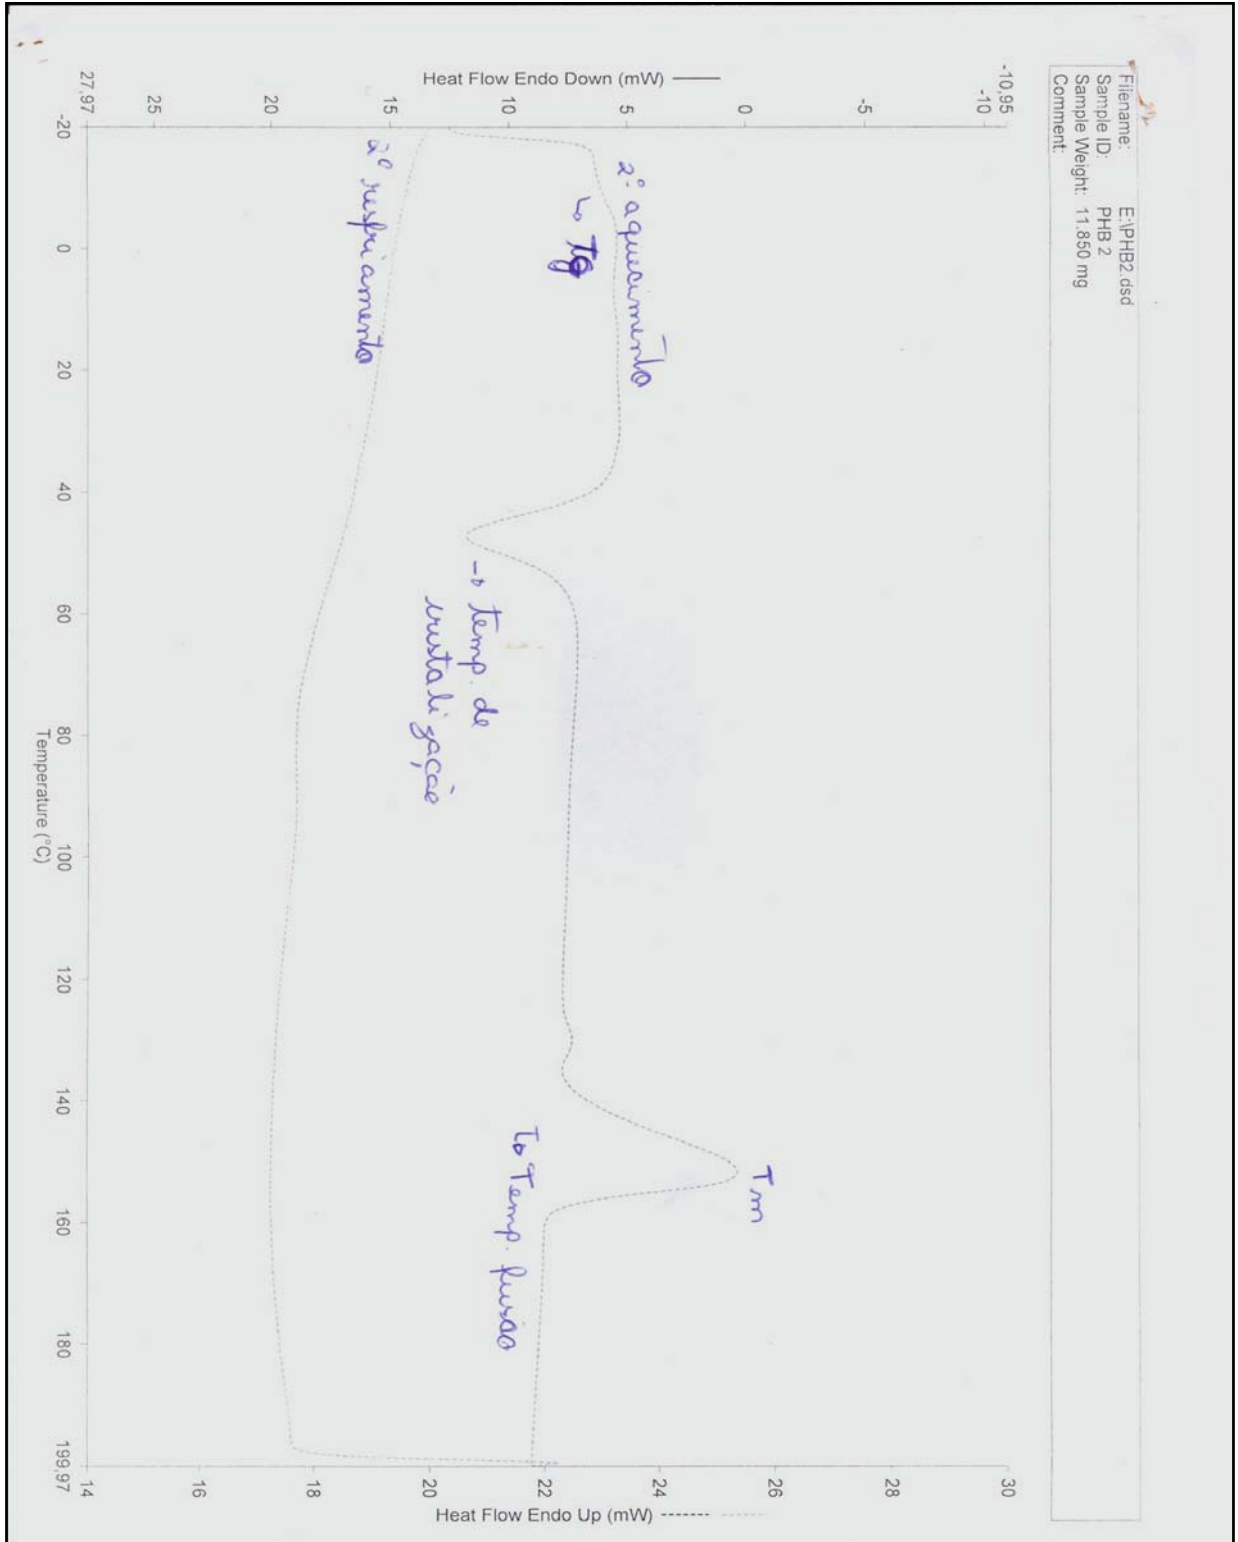 Filename: E:\PHB2.dsd
Sample ID: PHB 2
Sample Weight: 11.850 mg
Comment:
Heat Flow Endo Down (mW)
27,97 25 20 15 10 5 0 -5 -10 -10,95
2º aquecimento
↳ Tg
2º resfriamento
→ temp. de
cristalização
Tm
↳ Temp. fusão
-20 0 20 40 60 80 100 120 140 160 180 199,97
Temperature (°C)
14 16 18 20 22 24 26 30
Heat Flow Endo Up (mW)